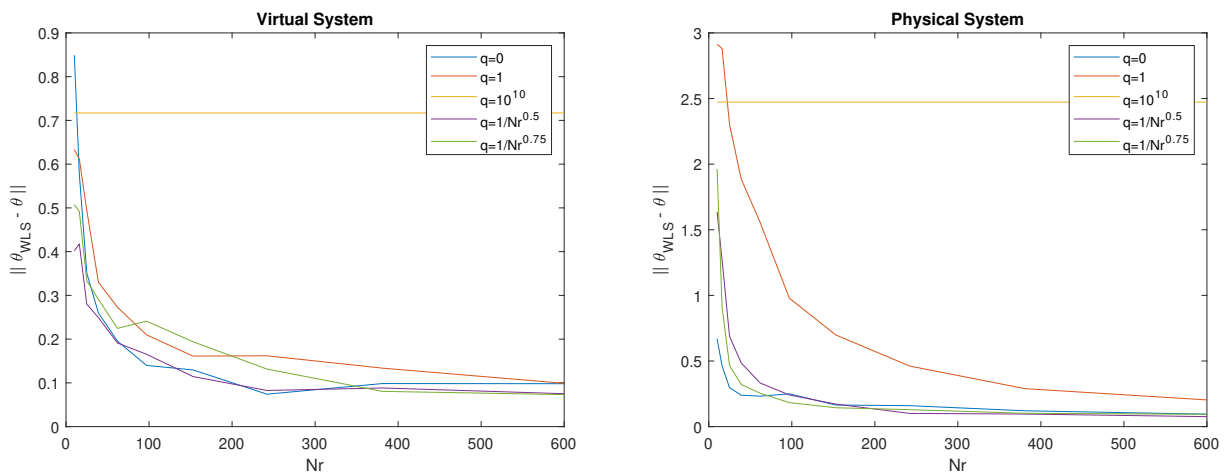 Virtual System
0.9
0.8
0.7
0.6
0.5
0.4
0.3
0.2
0.1
0
0 100 200 300 400 500 600
Nr
|| θ_WLS - θ ||
q=0
q=1
q=10^10
q=1/Nr^0.5
q=1/Nr^0.75
Physical System
3
2.5
2
1.5
1
0.5
0
0 100 200 300 400 500 600
Nr
|| θ_WLS - θ ||
q=0
q=1
q=10^10
q=1/Nr^0.5
q=1/Nr^0.75